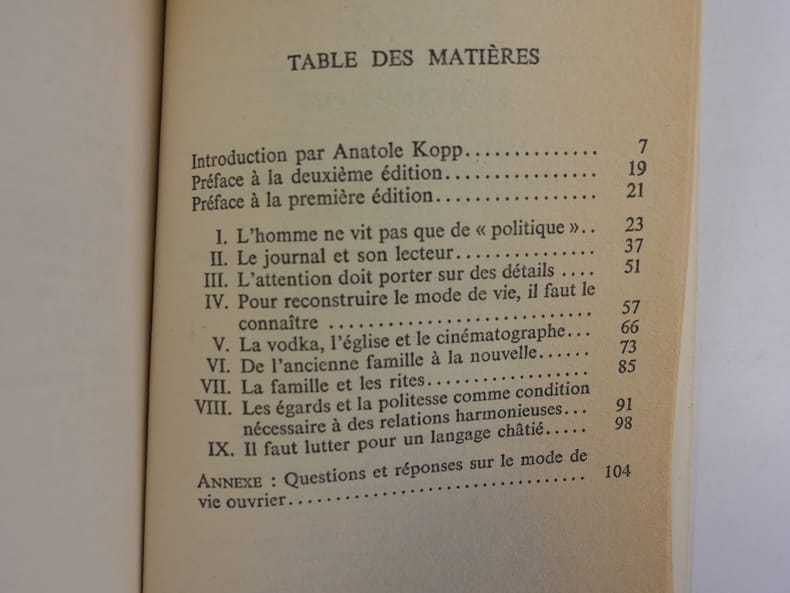 TABLE DES MATIÈRES
Introduction par Anatole Kopp.............. 7
Préface à la deuxième édition................ 19
Préface à la première édition................. 21
I. L'homme ne vit pas que de « politique ».. 23
II. Le journal et son lecteur............... 37
III. L'attention doit porter sur des détails .... 51
IV. Pour reconstruire le mode de vie, il faut le
connaître ............................ 57
V. La vodka, l'église et le cinématographe... 66
VI. De l'ancienne famille à la nouvelle...... 73
VII. La famille et les rites.................. 85
VIII. Les égards et la politesse comme condition
nécessaire à des relations harmonieuses... 91
IX. Il faut lutter pour un langage châtié..... 98
ANNEXE : Questions et réponses sur le mode de
vie ouvrier................................ 104